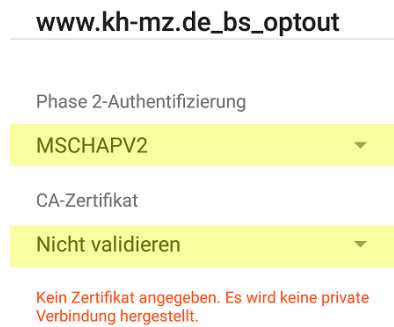 www.kh-mz.de_bs_optout
Phase 2-Authentifizierung
MSCHAPV2
CA-Zertifikat
Nicht validieren
Kein Zertifikat angegeben. Es wird keine private
Verbindung hergestellt.